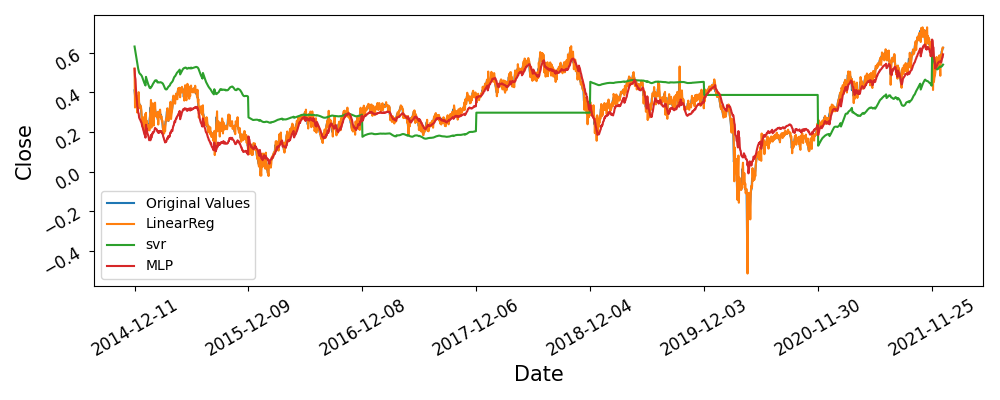 Close
0.6
0.4
0.2
0.0
−0.2
−0.4
Original Values
LinearReg
svr
MLP
2014-12-11
2015-12-09
2016-12-08
2017-12-06
2018-12-04
2019-12-03
2020-11-30
2021-11-25
Date